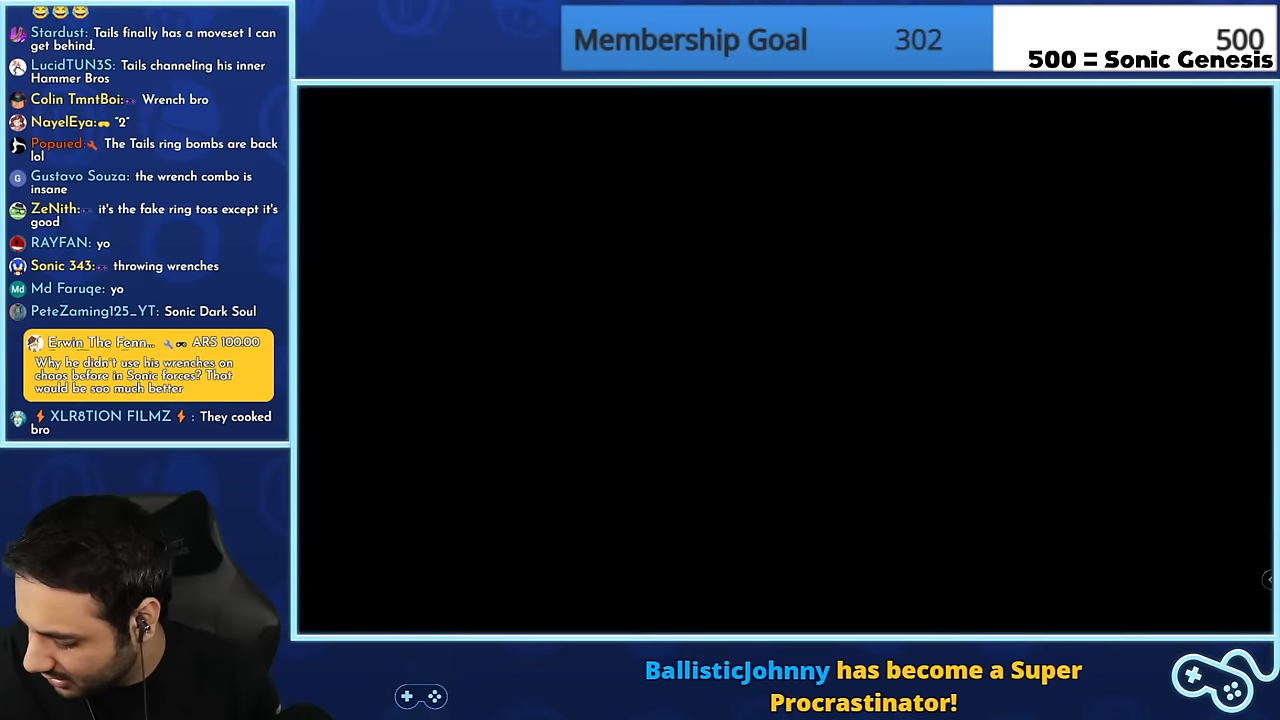 Stardust: Tails finally has a moveset I can
get behind.
LucidTUN3S: Tails channeling his inner
Hammer Bros
Colin TmntBoi: Wrench bro
NayelEya: "2"
Popuied: The Tails ring bombs are back
lol
G Gustavo Souza: the wrench combo is
insane
ZeNith: it's the fake ring toss except it's
good
RAYFAN: yo
Sonic 343: throwing wrenches
Md Md Faruqe: yo
PeteZaming125_YT: Sonic Dark Soul
Erwin The Fenn... ARS 100.00
Why he didn't use his wrenches on
chaos before in Sonic forces? That
would be soo much better
XLR8TION FILMZ : They cooked
bro
Membership Goal 302 500
500 = Sonic Genesis
BallisticJohnny has become a Super
Procrastinator!